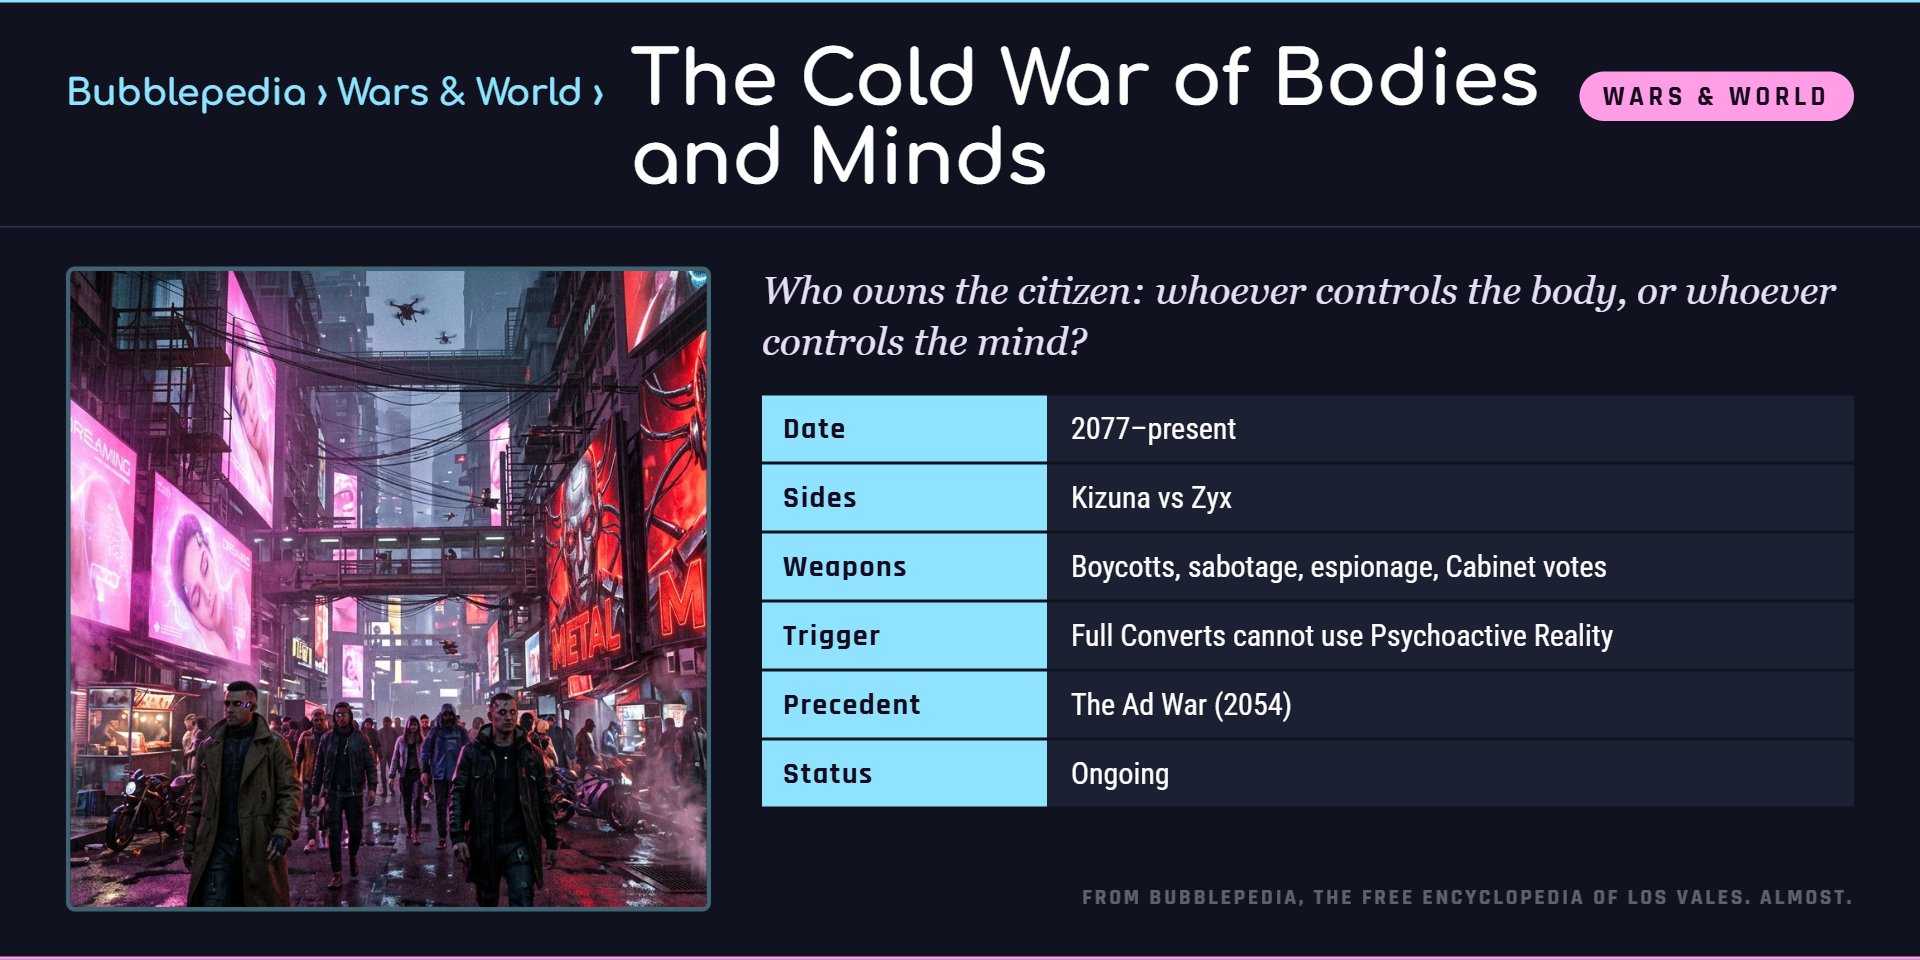 Bubblepedia › Wars & World ›
The Cold War of Bodies
and Minds
WARS & WORLD
DREAMING
METAL
M
Who owns the citizen: whoever controls the body, or whoever
controls the mind?
Date 2077–present
Sides Kizuna vs Zyx
Weapons Boycotts, sabotage, espionage, Cabinet votes
Trigger Full Converts cannot use Psychoactive Reality
Precedent The Ad War (2054)
Status Ongoing
FROM BUBBLEPEDIA, THE FREE ENCYCLOPEDIA OF LOS VALES. ALMOST.